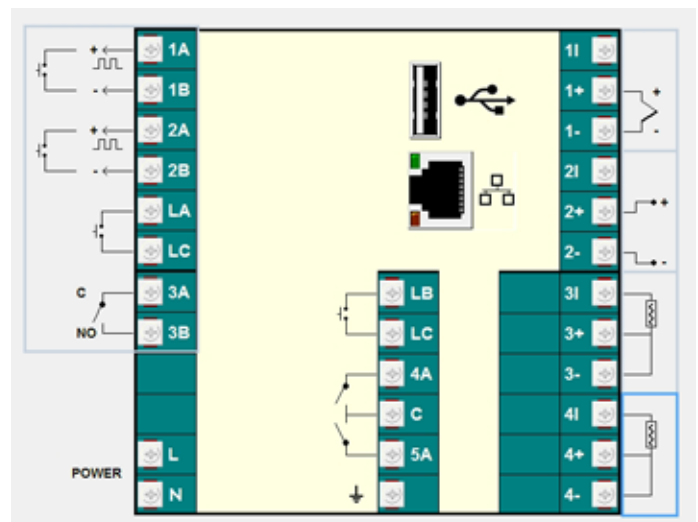 + 1A
- 1B
+ 2A
- 2B
LA
LC
C 3A
NO 3B
L
POWER
N
LB
LC
4A
C
5A
1I
1+ +
1- -
2I
2+ +
2- -
3I
3+
3-
4I
4+
4-